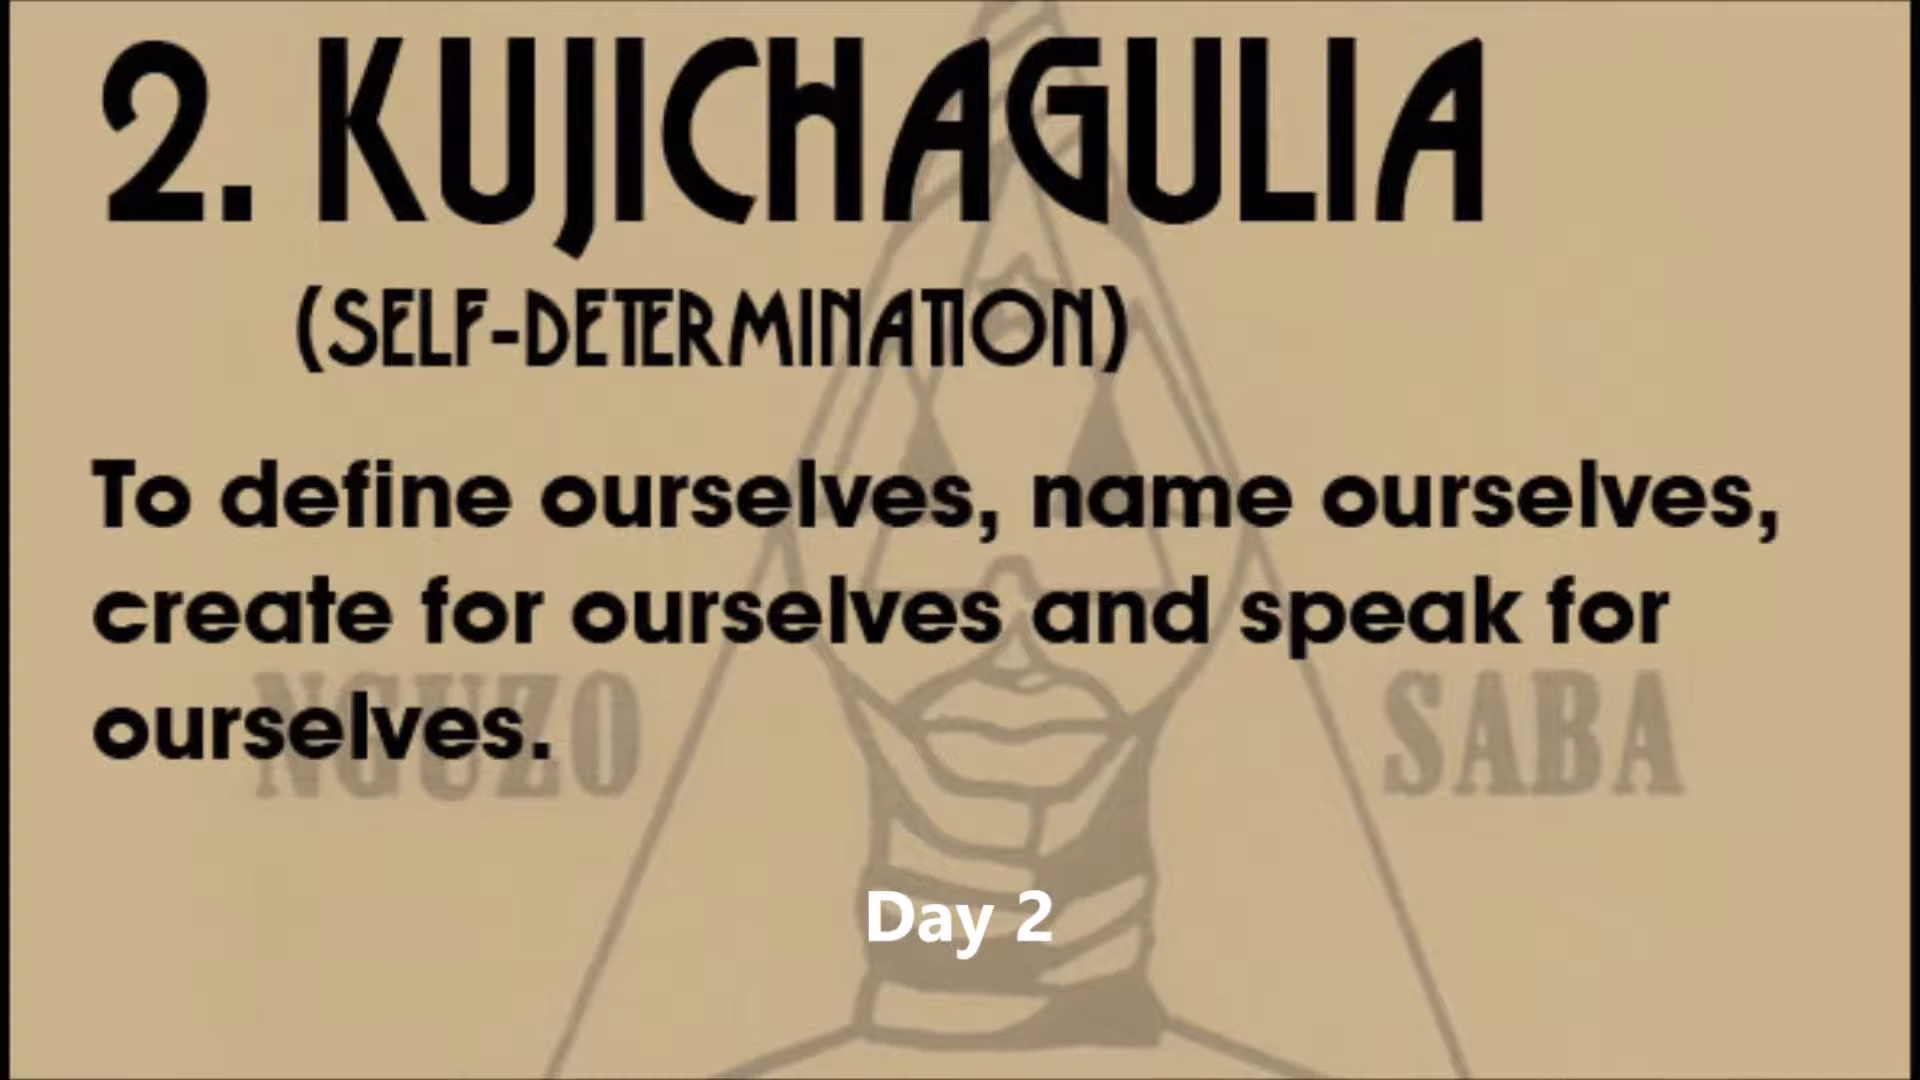 2. KUJICHAGULIA
(SELF-DETERMINATION)
To define ourselves, name ourselves,
create for ourselves and speak for
ourselves.
NGUZO SABA
Day 2